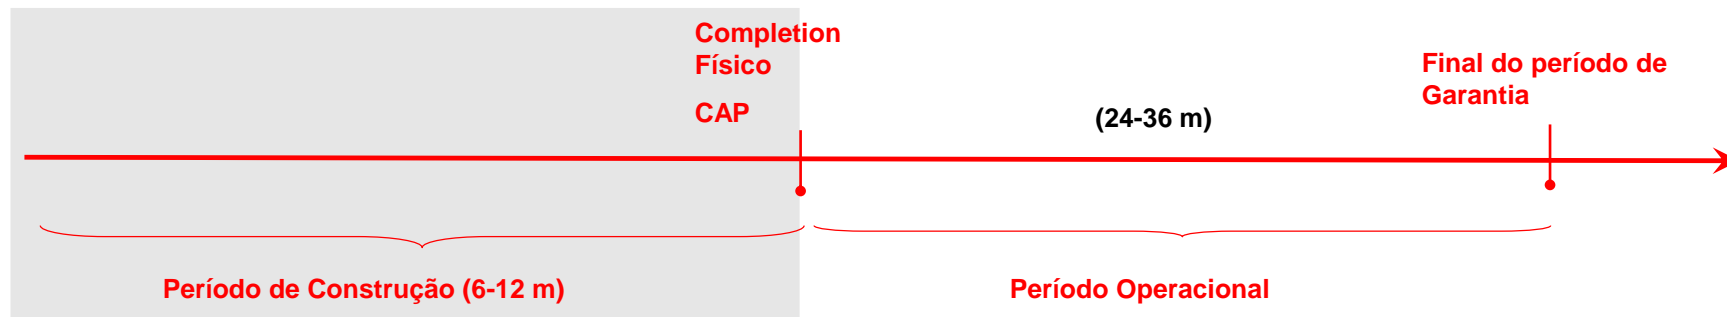 Completion
Físico
CAP
(24-36 m)
Final do período de
Garantia
Período de Construção (6-12 m)
Período Operacional